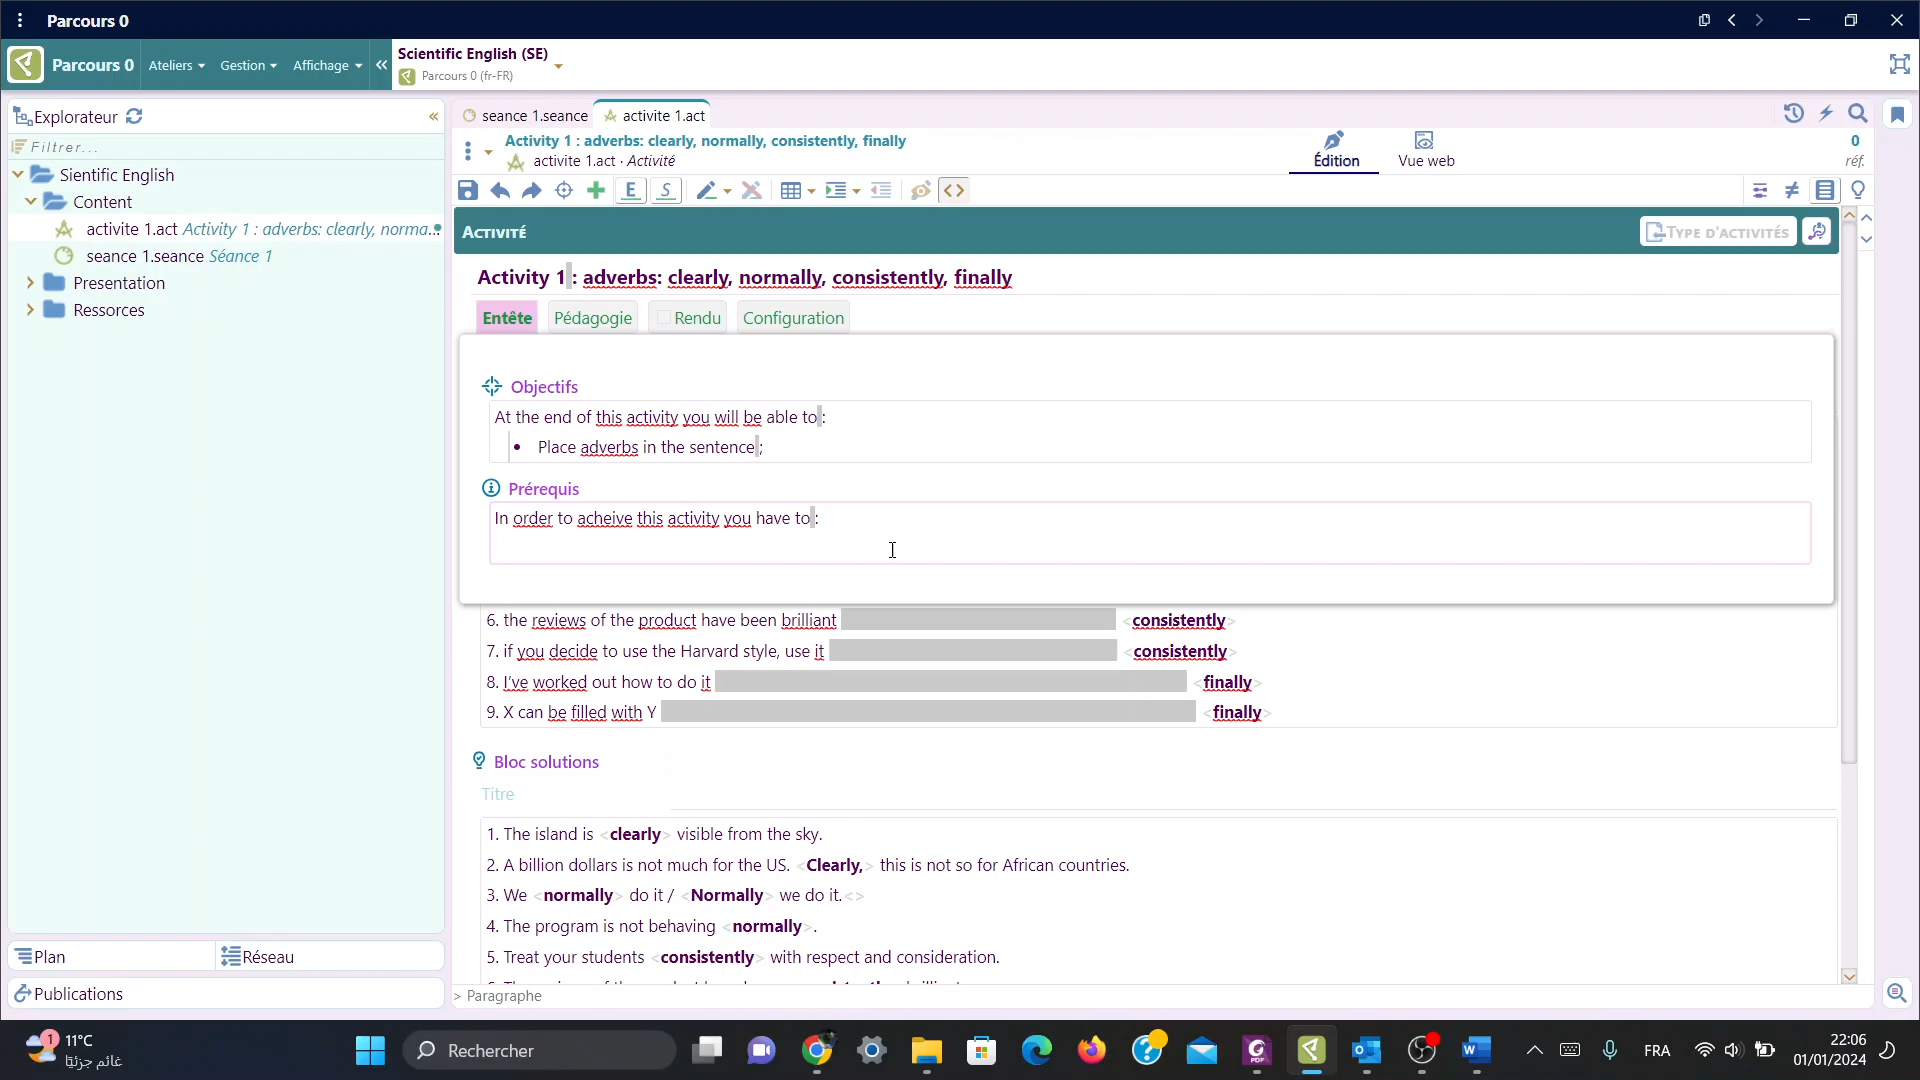 Parcours 0
Parcours 0 Ateliers Gestion Affichage «
Scientific English (SE)
Parcours 0 (fr-FR)
Explorateur «
Filtrer...
Sientific English
Content
activite 1.act Activity 1 : adverbs: clearly, norma...
seance 1.seance Séance 1
Presentation
Ressorces
Plan
Réseau
Publications
seance 1.seance activite 1.act
Activity 1 : adverbs: clearly, normally, consistently, finally
activite 1.act · Activité
Édition
Vue web
0
réf.
E S
Activité
Type d'activités
Activity 1 : adverbs: clearly, normally, consistently, finally
Entête Pédagogie Rendu Configuration
Objectifs
At the end of this activity you will be able to :
• Place adverbs in the sentence ;
Prérequis
In order to acheive this activity you have to :
6. the reviews of the product have been brilliant <consistently>
7. if you decide to use the Harvard style, use it <consistently>
8. I've worked out how to do it <finally>
9. X can be filled with Y <finally>
Bloc solutions
Titre
1. The island is <clearly> visible from the sky.
2. A billion dollars is not much for the US. <Clearly,> this is not so for African countries.
3. We <normally> do it / <Normally> we do it.<>
4. The program is not behaving <normally>.
5. Treat your students <consistently> with respect and consideration.
> Paragraphe
1
11°C
غائم جزئيًا
Rechercher
FRA
22:06
01/01/2024